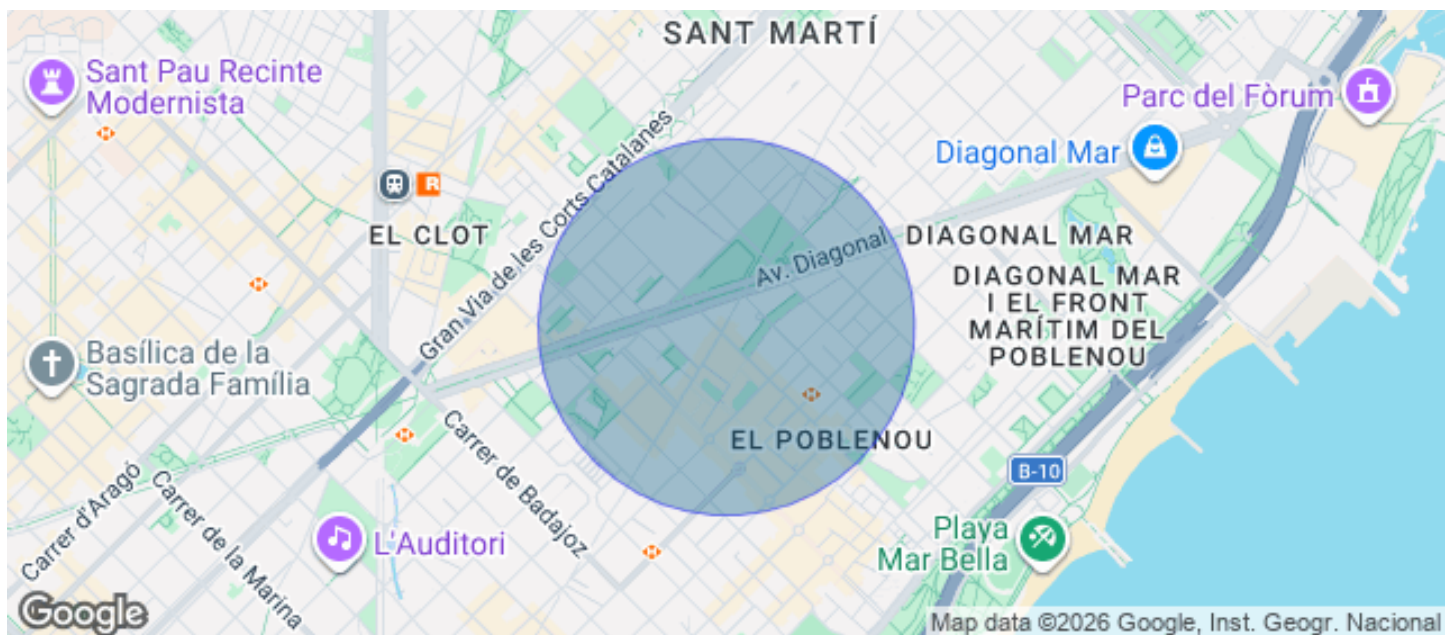 SANT MARTÍ
Sant Pau Recinte
Modernista
Parc del Fòrum
Diagonal Mar
Gran Via de les Corts Catalanes
R
EL CLOT
Av. Diagonal
DIAGONAL MAR
DIAGONAL MAR
I EL FRONT
MARÍTIM DEL
POBLENOU
Basílica de la
Sagrada Família
EL POBLENOU
Carrer de Badajoz
B-10
Carrer d'Aragó
Carrer de la Marina
L'Auditori
Playa
Mar Bella
Google
Map data ©2026 Google, Inst. Geogr. Nacional